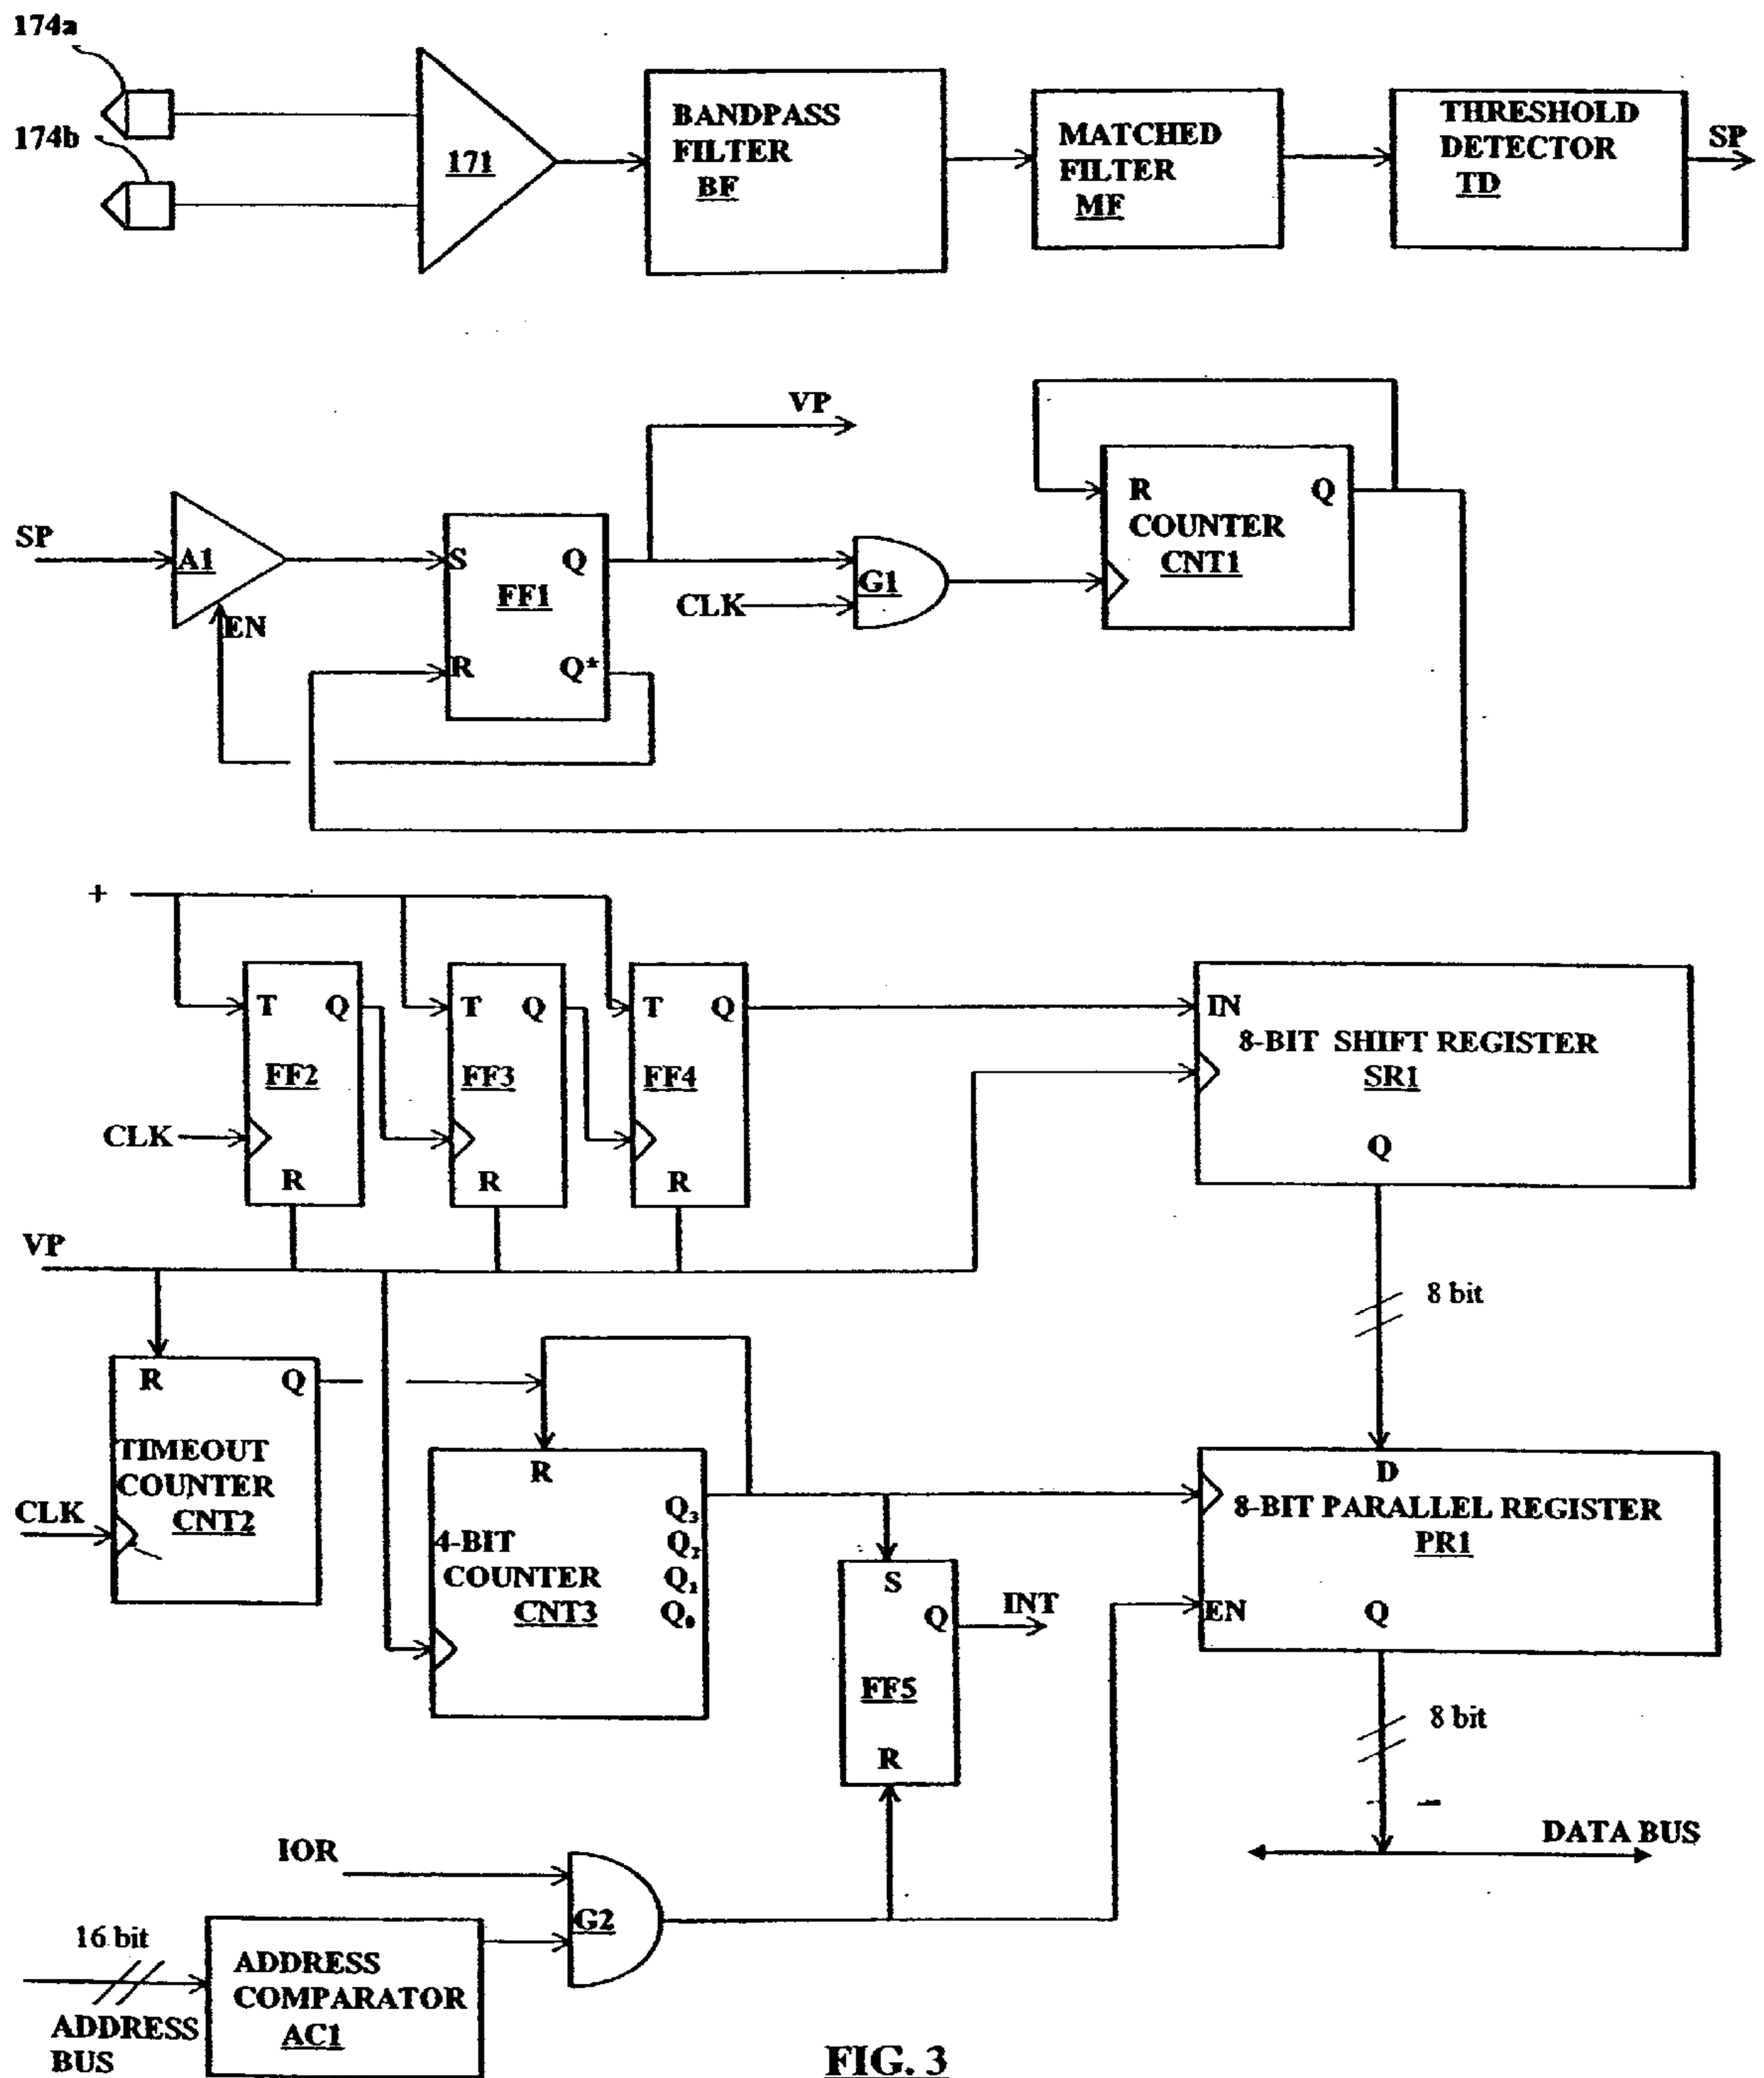 174a
174b
171
BANDPASS
FILTER
BF
MATCHED
FILTER
MF
THRESHOLD
DETECTOR
TD
SP
VP
SP
A1
EN
S
Q
FF1
R
Q*
CLK
G1
R
Q
COUNTER
CNT1
+
T
Q
FF2
CLK
R
T
Q
FF3
R
T
Q
FF4
R
IN
8-BIT SHIFT REGISTER
SR1
Q
VP
8 bit
R
Q
TIMEOUT
COUNTER
CNT2
CLK
R
Q3
Q2
Q1
Q0
4-BIT
COUNTER
CNT3
S
Q
INT
FF5
R
D
8-BIT PARALLEL REGISTER
PR1
EN
Q
8 bit
DATA BUS
IOR
G2
16 bit
ADDRESS
BUS
ADDRESS
COMPARATOR
AC1
FIG. 3